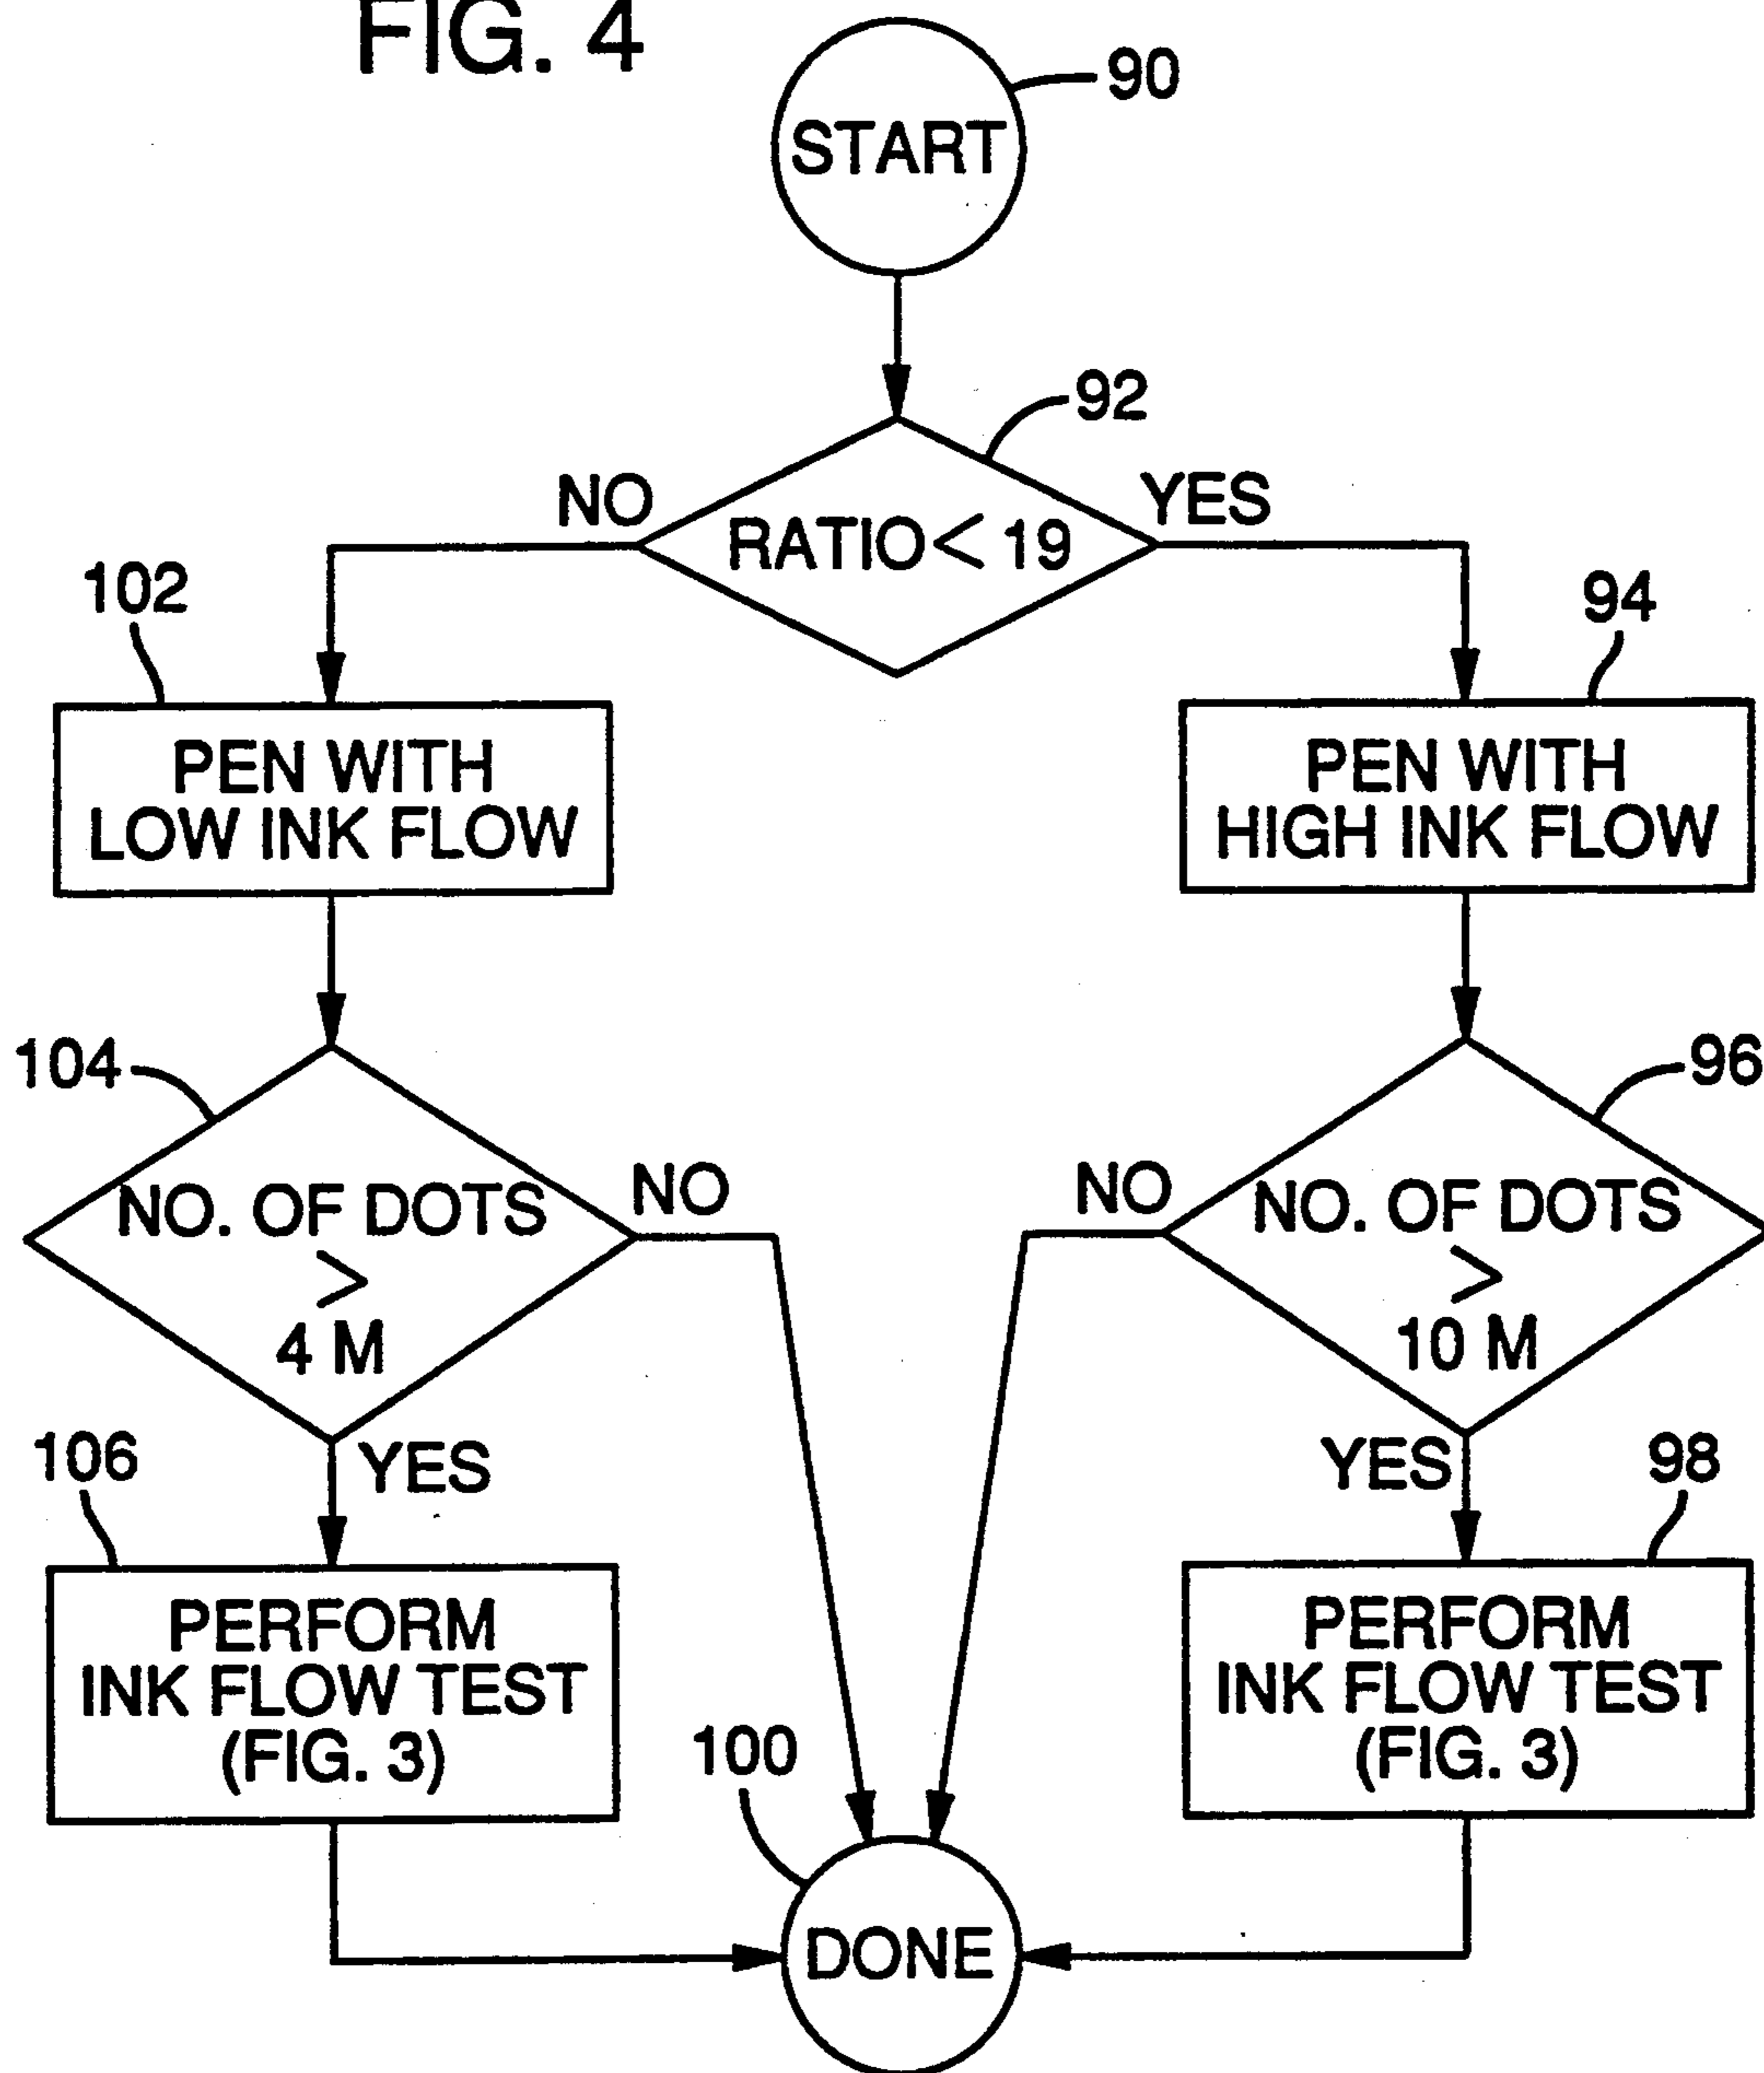 FIG. 4
START
90
92
NO
RATIO < 19
YES
102
94
PEN WITH
LOW INK FLOW
PEN WITH
HIGH INK FLOW
104
96
NO. OF DOTS
>
4 M
NO
NO
NO. OF DOTS
>
10 M
106
YES
YES
98
PERFORM
INK FLOW TEST
(FIG. 3)
PERFORM
INK FLOW TEST
(FIG. 3)
100
DONE